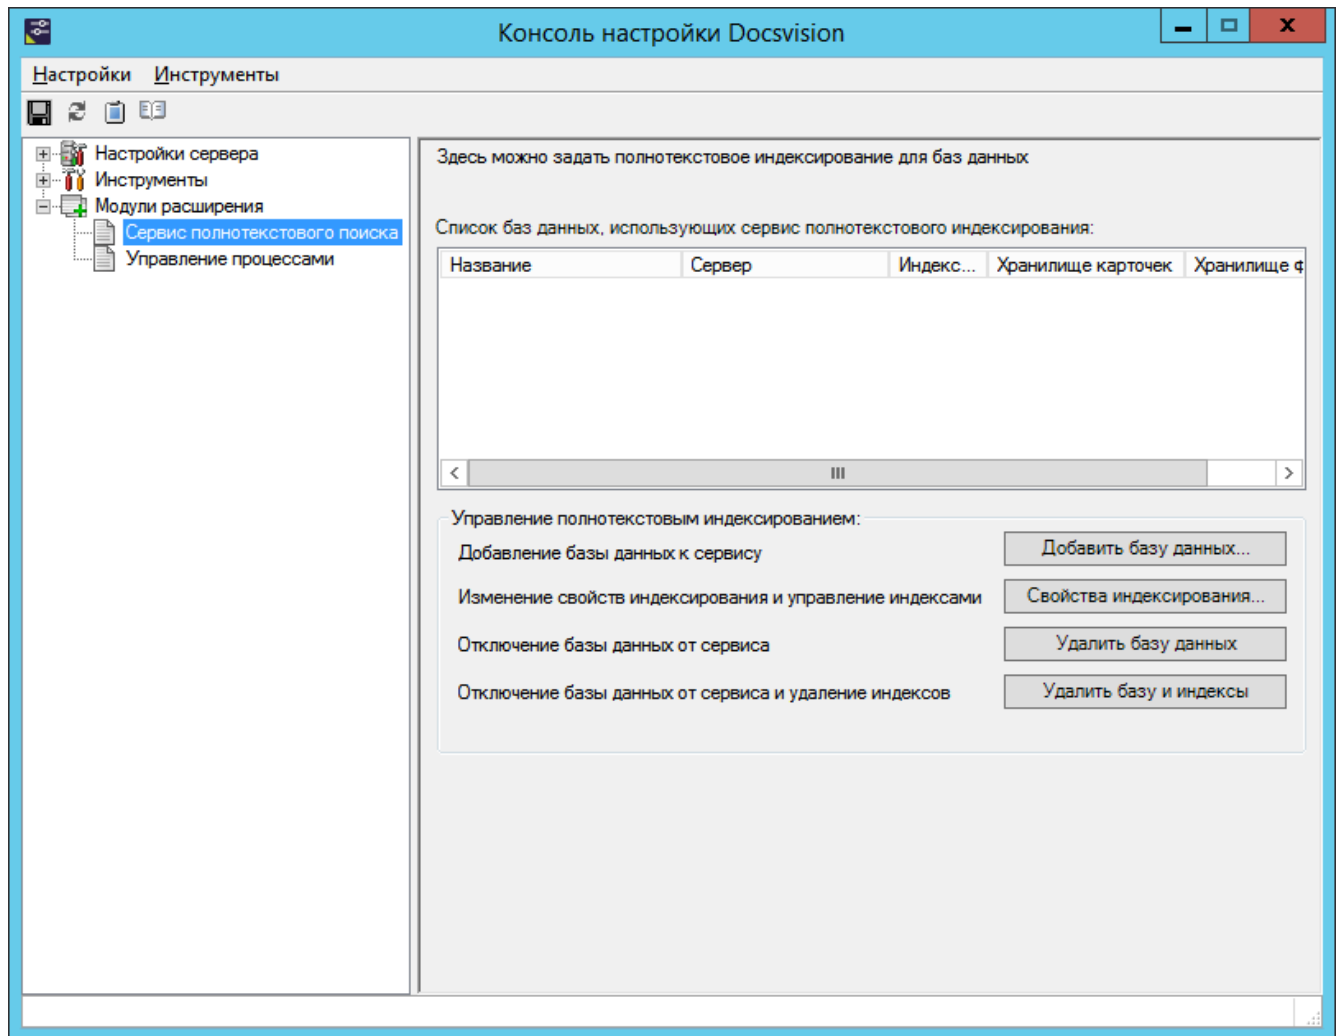 Консоль настройки Docsvision
Настройки Инструменты
Настройки сервера
Инструменты
Модули расширения
Сервис полнотекстового поиска
Управление процессами
Здесь можно задать полнотекстовое индексирование для баз данных
Список баз данных, использующих сервис полнотекстового индексирования:
Название Сервер Индекс... Хранилище карточек Хранилище
Управление полнотекстовым индексированием:
Добавление базы данных к сервису Добавить базу данных...
Изменение свойств индексирования и управление индексами Свойства индексирования...
Отключение базы данных от сервиса Удалить базу данных
Отключение базы данных от сервиса и удаление индексов Удалить базу и индексы